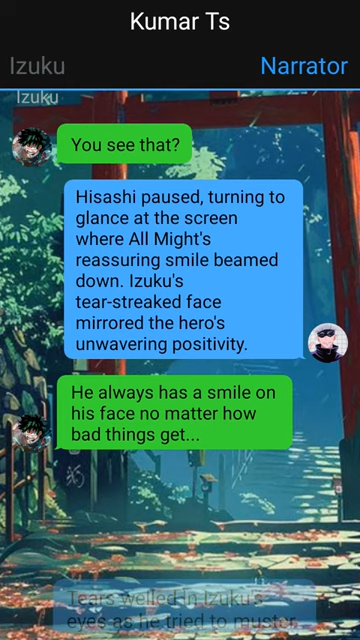 Kumar Ts
Izuku
Narrator
Izuku
You see that?
Hisashi paused, turning to
glance at the screen
where All Might's
reassuring smile beamed
down. Izuku's
tear-streaked face
mirrored the hero's
unwavering positivity.
He always has a smile on
his face no matter how
bad things get...
Tears welled in Izuku's
eyes as he tried to muster